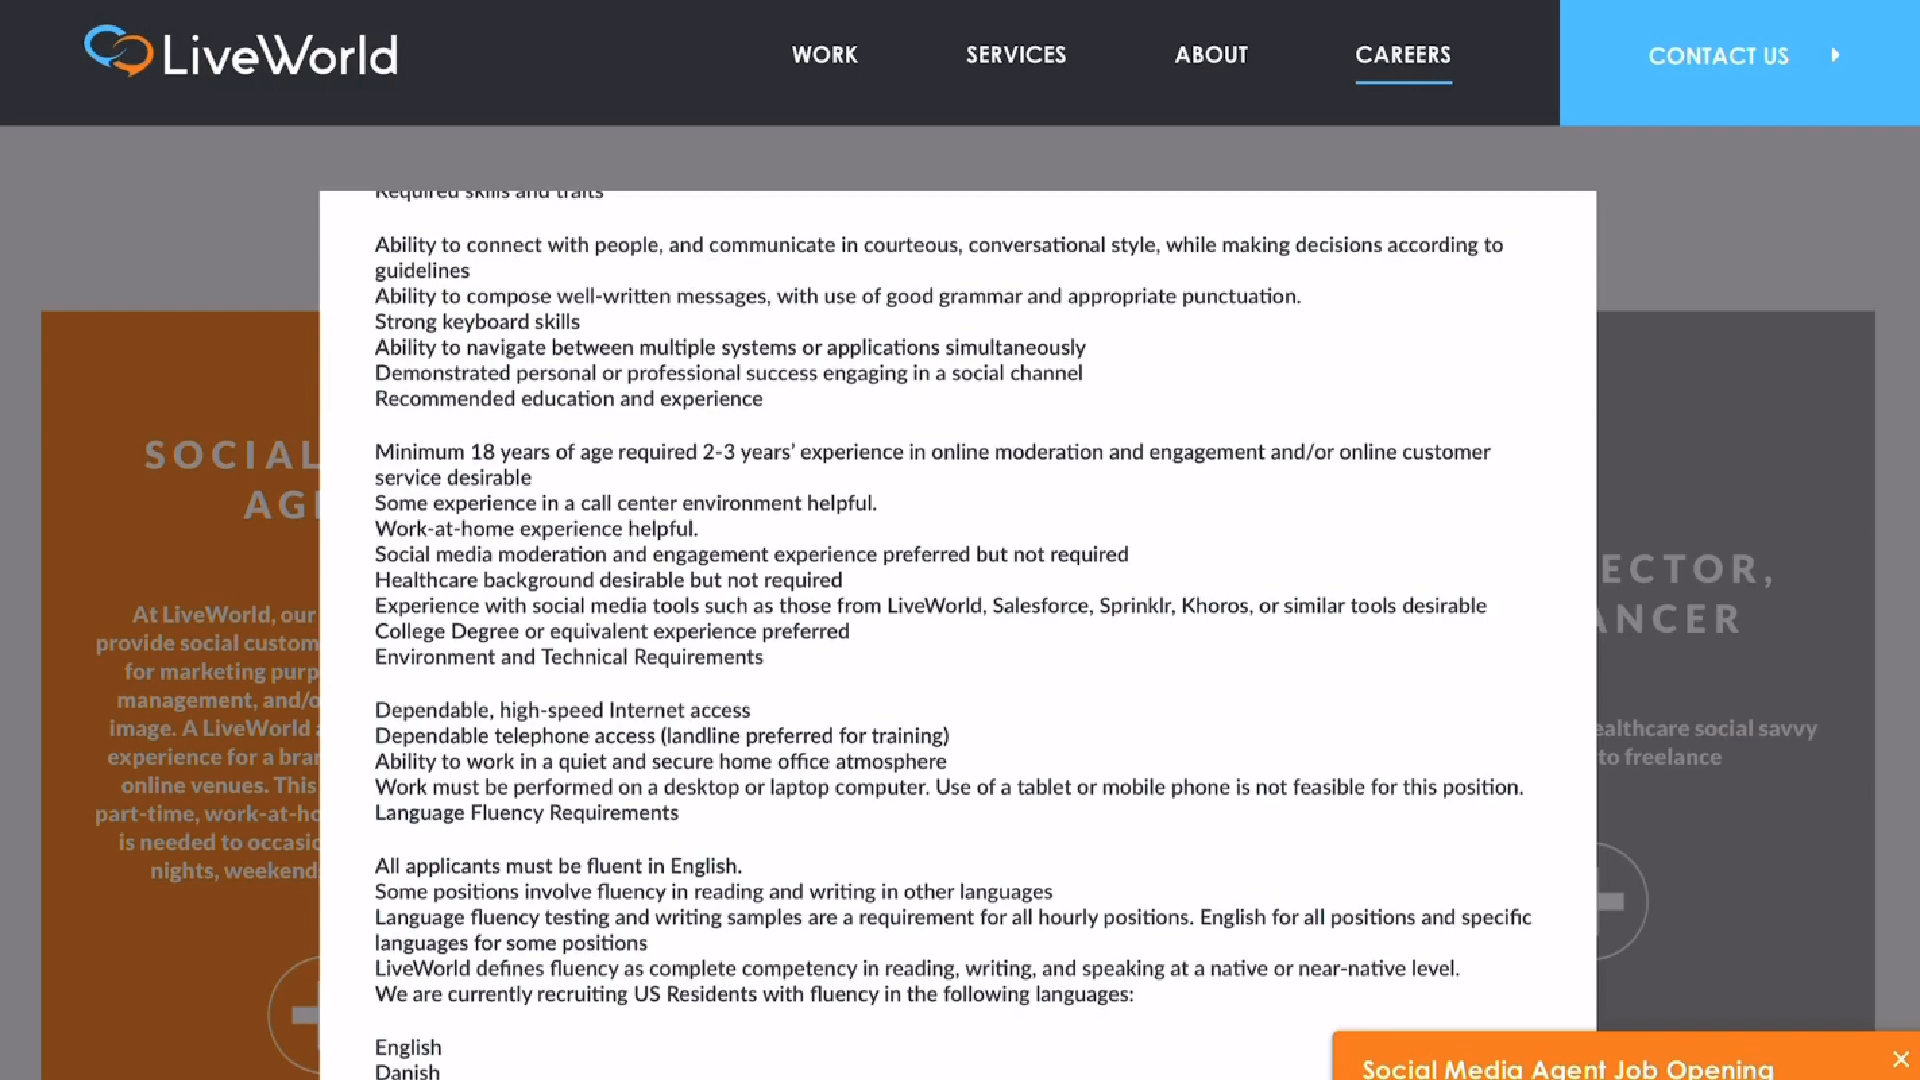 LiveWorld
WORK
SERVICES
ABOUT
CAREERS
CONTACT US
Required skills and traits
Ability to connect with people, and communicate in courteous, conversational style, while making decisions according to
guidelines
Ability to compose well-written messages, with use of good grammar and appropriate punctuation.
Strong keyboard skills
Ability to navigate between multiple systems or applications simultaneously
Demonstrated personal or professional success engaging in a social channel
Recommended education and experience
Minimum 18 years of age required 2-3 years' experience in online moderation and engagement and/or online customer
service desirable
Some experience in a call center environment helpful.
Work-at-home experience helpful.
Social media moderation and engagement experience preferred but not required
Healthcare background desirable but not required
Experience with social media tools such as those from LiveWorld, Salesforce, Sprinklr, Khoros, or similar tools desirable
College Degree or equivalent experience preferred
Environment and Technical Requirements
Dependable, high-speed Internet access
Dependable telephone access (landline preferred for training)
Ability to work in a quiet and secure home office atmosphere
Work must be performed on a desktop or laptop computer. Use of a tablet or mobile phone is not feasible for this position.
Language Fluency Requirements
All applicants must be fluent in English.
Some positions involve fluency in reading and writing in other languages
Language fluency testing and writing samples are a requirement for all hourly positions. English for all positions and specific
languages for some positions
LiveWorld defines fluency as complete competency in reading, writing, and speaking at a native or near-native level.
We are currently recruiting US Residents with fluency in the following languages:
English
Danish
SOCIAL
AG
At LiveWorld, our
provide social custom
for marketing purp
management, and/o
image. A LiveWorld
experience for a bra
online venues. This
part-time, work-at-ho
is needed to occasio
nights, weekend
ECTOR,
ANCER
ealthcare social savvy
to freelance
Social Media Agent Job Opening